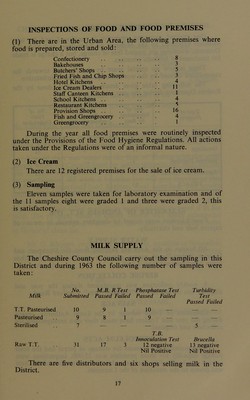 INSPECTIONS OF FOOD AND FOOD PREMISES
(1) There are in the Urban Area, the following premises where
food is prepared, stored and sold:
Confectionery .. .. .. .. 8
Bakehouses .. .. .. .. 3
Butchers' Shops .. .. .. .. 5
Fried Fish and Chip Shops .. .. 3
Hotel Kitchens .. .. .. .. 4
Ice Cream Dealers .. .. .. 11
Staff Canteen Kitchens .. .. .. 1
School Kitchens .. .. .. .. 4
Restaurant Kitchens .. .. .. 5
Provision Shops .. .. .. .. 16
Fish and Greengrocery .. .. .. 4
Greengrocery .. .. .. .. 1
During the year all food premises were routinely inspected
under the Provisions of the Food Hygiene Regulations. All actions
taken under the Regulations were of an informal nature.
(2) Ice Cream
There are 12 registered premises for the sale of ice cream.
(3) Sampling
Eleven samples were taken for laboratory examination and of
the 11 samples eight were graded 1 and three were graded 2, this
is satisfactory.
MILK SUPPLY
The Cheshire County Council carry out the sampling in this
District and during 1963 the following number of samples were
taken:
No. M.B. R Test Phosphatase Test Turbidity
Milk Submitted Passed Failed Passed Failed Test
Passed Failed
T.T. Pasteurised 10 9 1 10 — — —
Pasteurised 9 8 1 9 — — —
Sterilised 7 — — — — 5 —
T.B.
Inoculation Test Brucella
Raw T.T. 31 17 3 12 negative 13 negative
Nil Positive Nil Positive
There are five distributors and six shops selling milk in the
District.
17